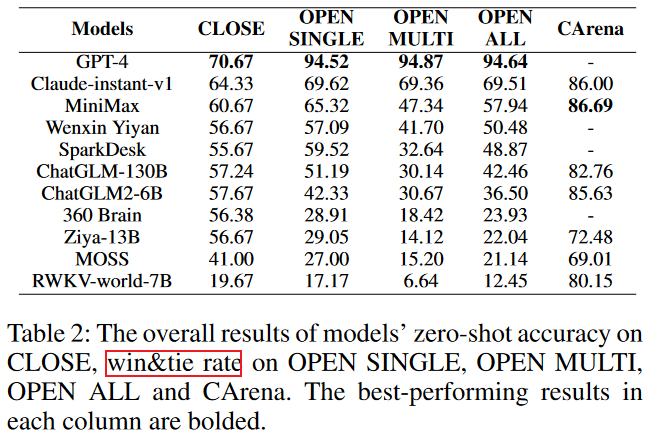 Models CLOSE OPEN SINGLE OPEN MULTI OPEN ALL CArena
GPT-4 70.67 94.52 94.87 94.64 -
Claude-instant-v1 64.33 69.62 69.36 69.51 86.00
MiniMax 60.67 65.32 47.34 57.94 86.69
Wenxin Yiyan 56.67 57.09 41.70 50.48 -
SparkDesk 55.67 59.52 32.64 48.87 -
ChatGLM-130B 57.24 51.19 30.14 42.46 82.76
ChatGLM2-6B 57.67 42.33 30.67 36.50 85.63
360 Brain 56.38 28.91 18.42 23.93 -
Ziya-13B 56.67 29.05 14.12 22.04 72.48
MOSS 41.00 27.00 15.20 21.14 69.01
RWKV-world-7B 19.67 17.17 6.64 12.45 80.15
Table 2: The overall results of models' zero-shot accuracy on
CLOSE, win&tie rate on OPEN SINGLE, OPEN MULTI,
OPEN ALL and CArena. The best-performing results in
each column are bolded.